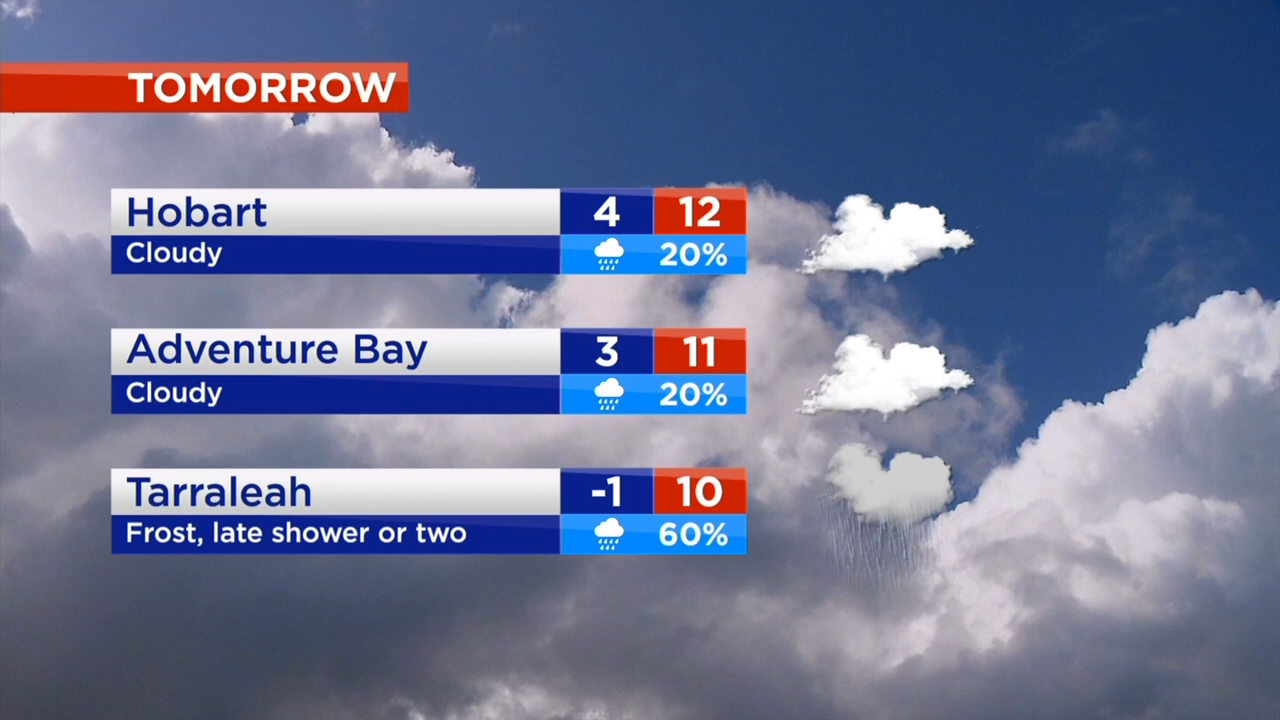 TOMORROW
Hobart 4 12
Cloudy 20%
Adventure Bay 3 11
Cloudy 20%
Tarraleah -1 10
Frost, late shower or two 60%